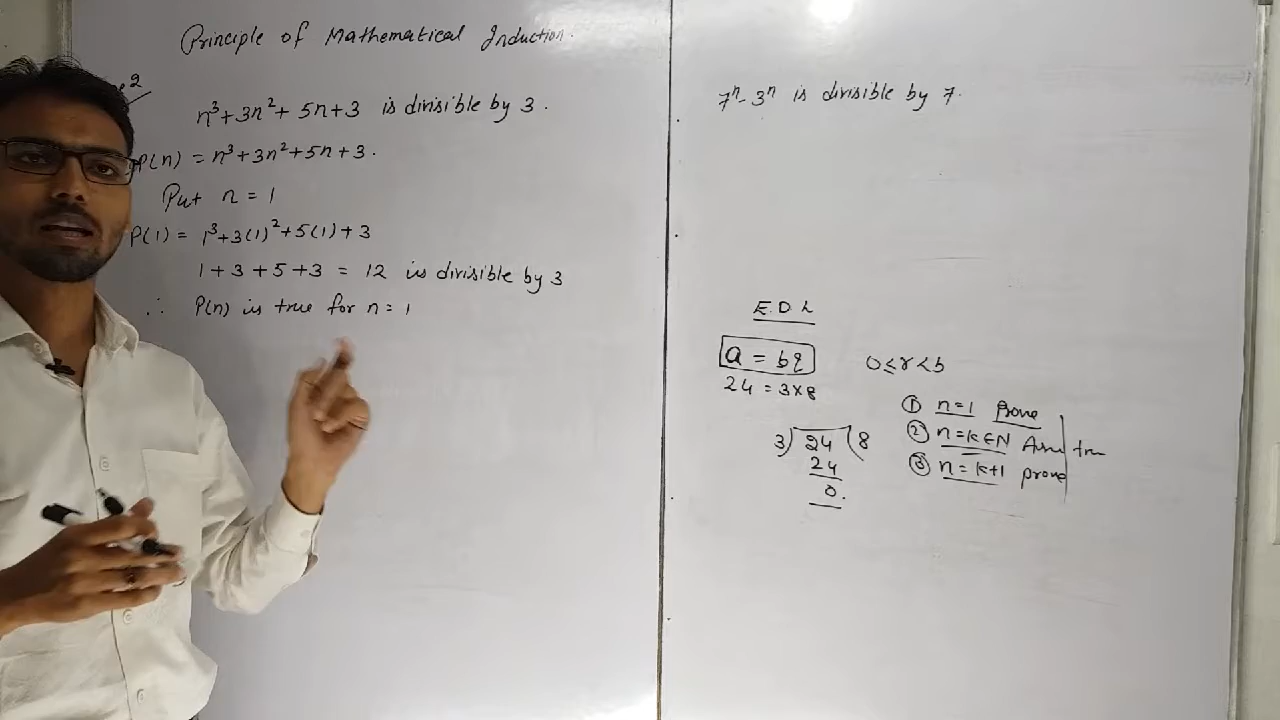 Principle of Mathematical Induction.
2
n³+3n²+5n+3 is divisible by 3.
P(n) = n³+3n²+5n+3.
Put n = 1
P(1) = 1³+3(1)²+5(1)+3
1+3+5+3 = 12 is divisible by 3
∴ P(n) is true for n = 1
7ⁿ-3ⁿ is divisible by 7.
E.D.L
a = bq 0≤r<b
24 = 3×8
① n=1 Prove
② n=k∈N Assume true
③ n=k+1 prove
3)24(8
24
0.